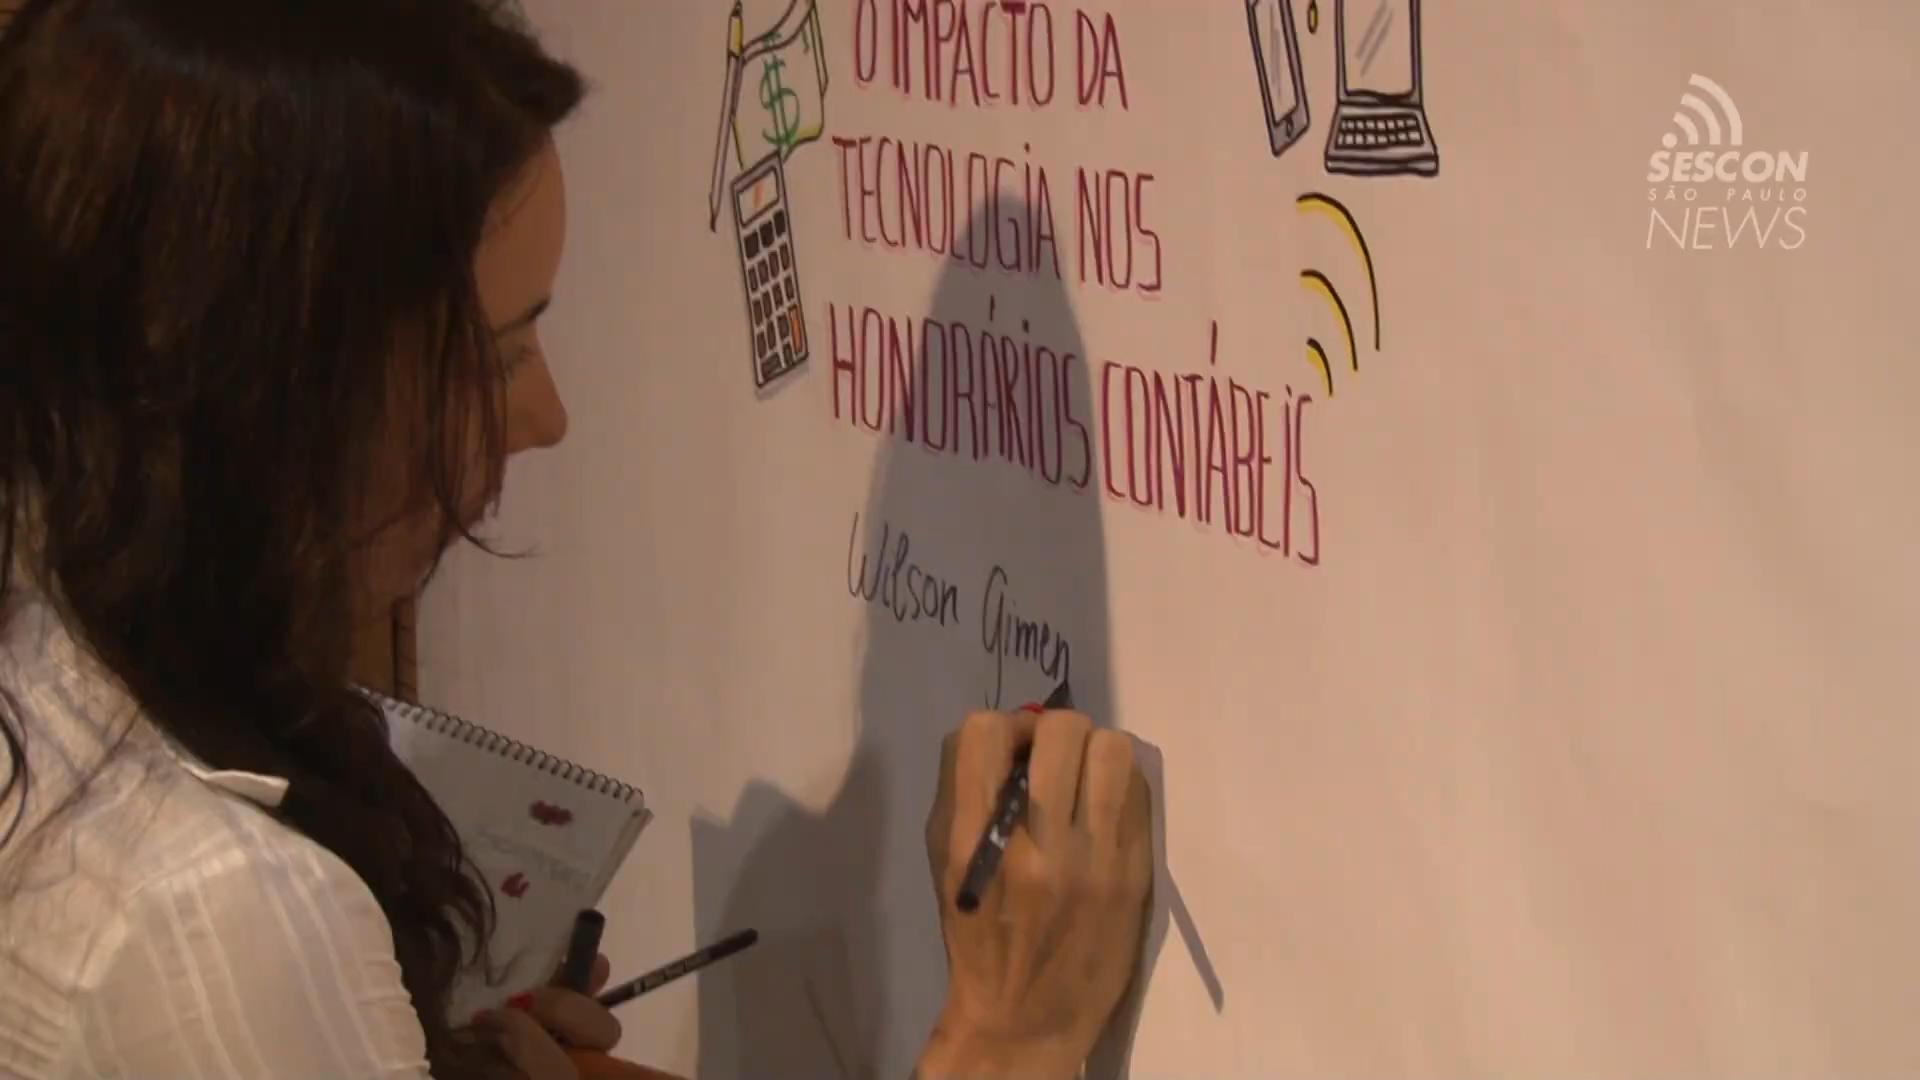 O IMPACTO DA
TECNOLOGIA NOS
HONORÁRIOS CONTÁBEIS
Wilson Gimen
$
SESCON
SÃO PAULO
NEWS